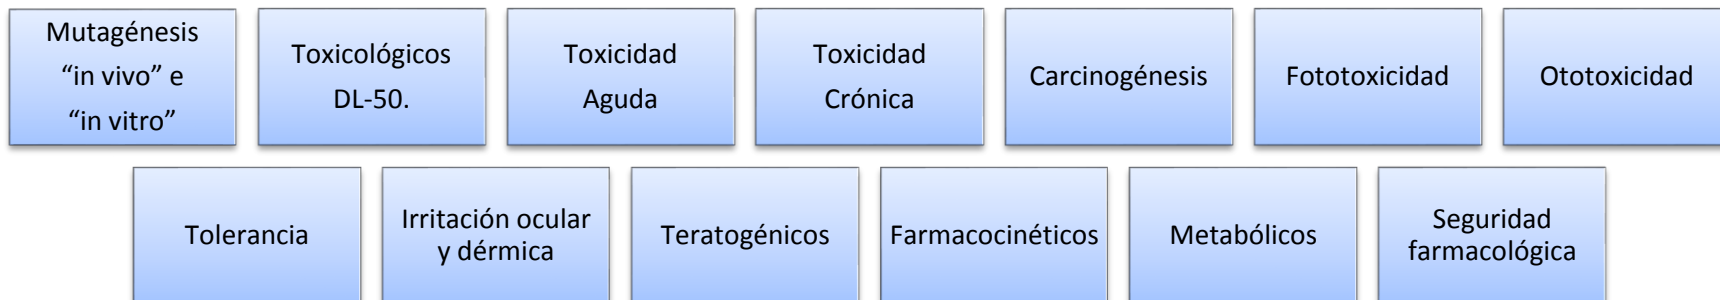 Mutagénesis
“in vivo” e
“in vitro”
Toxicológicos
DL-50.
Toxicidad
Aguda
Toxicidad
Crónica
Carcinogénesis
Fototoxicidad
Ototoxicidad
Tolerancia
Irritación ocular
y dérmica
Teratogénicos
Farmacocinéticos
Metabólicos
Seguridad
farmacológica